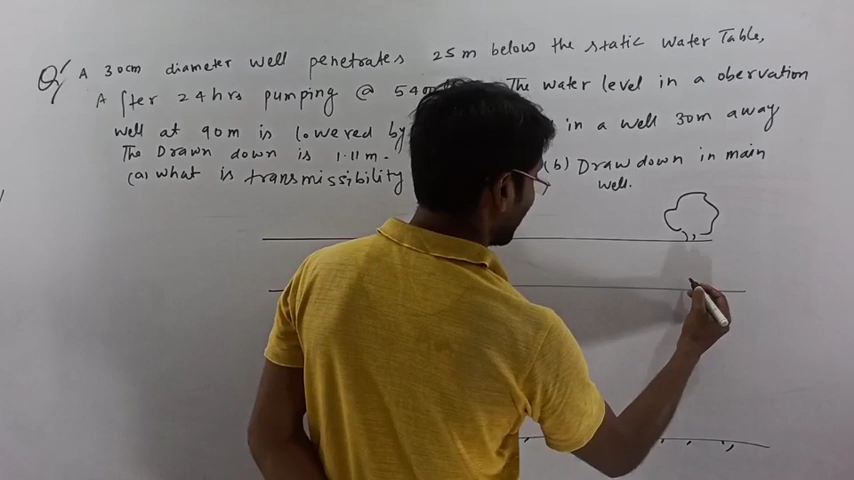 Q/ A 30cm diameter well penetrates 25m below the static water Table,
After 24hrs pumping @ 540 The water level in a obervation
well at 90m is lowered by in a well 30m away
The Drawn down is 1.11m.
(a) what is transmissibility (b) Draw down in main
well.